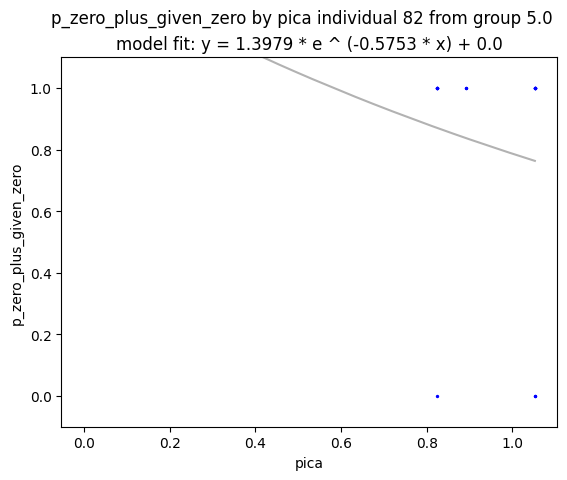 p_zero_plus_given_zero by pica individual 82 from group 5.0
model fit: y = 1.3979 * e ^ (-0.5753 * x) + 0.0
p_zero_plus_given_zero
1.0
0.8
0.6
0.4
0.2
0.0
0.0 0.2 0.4 0.6 0.8 1.0
pica